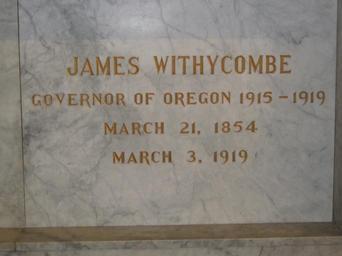 JAMES WITHYCOMBE
GOVERNOR OF OREGON 1915 - 1919
MARCH 21, 1854
MARCH 3, 1919